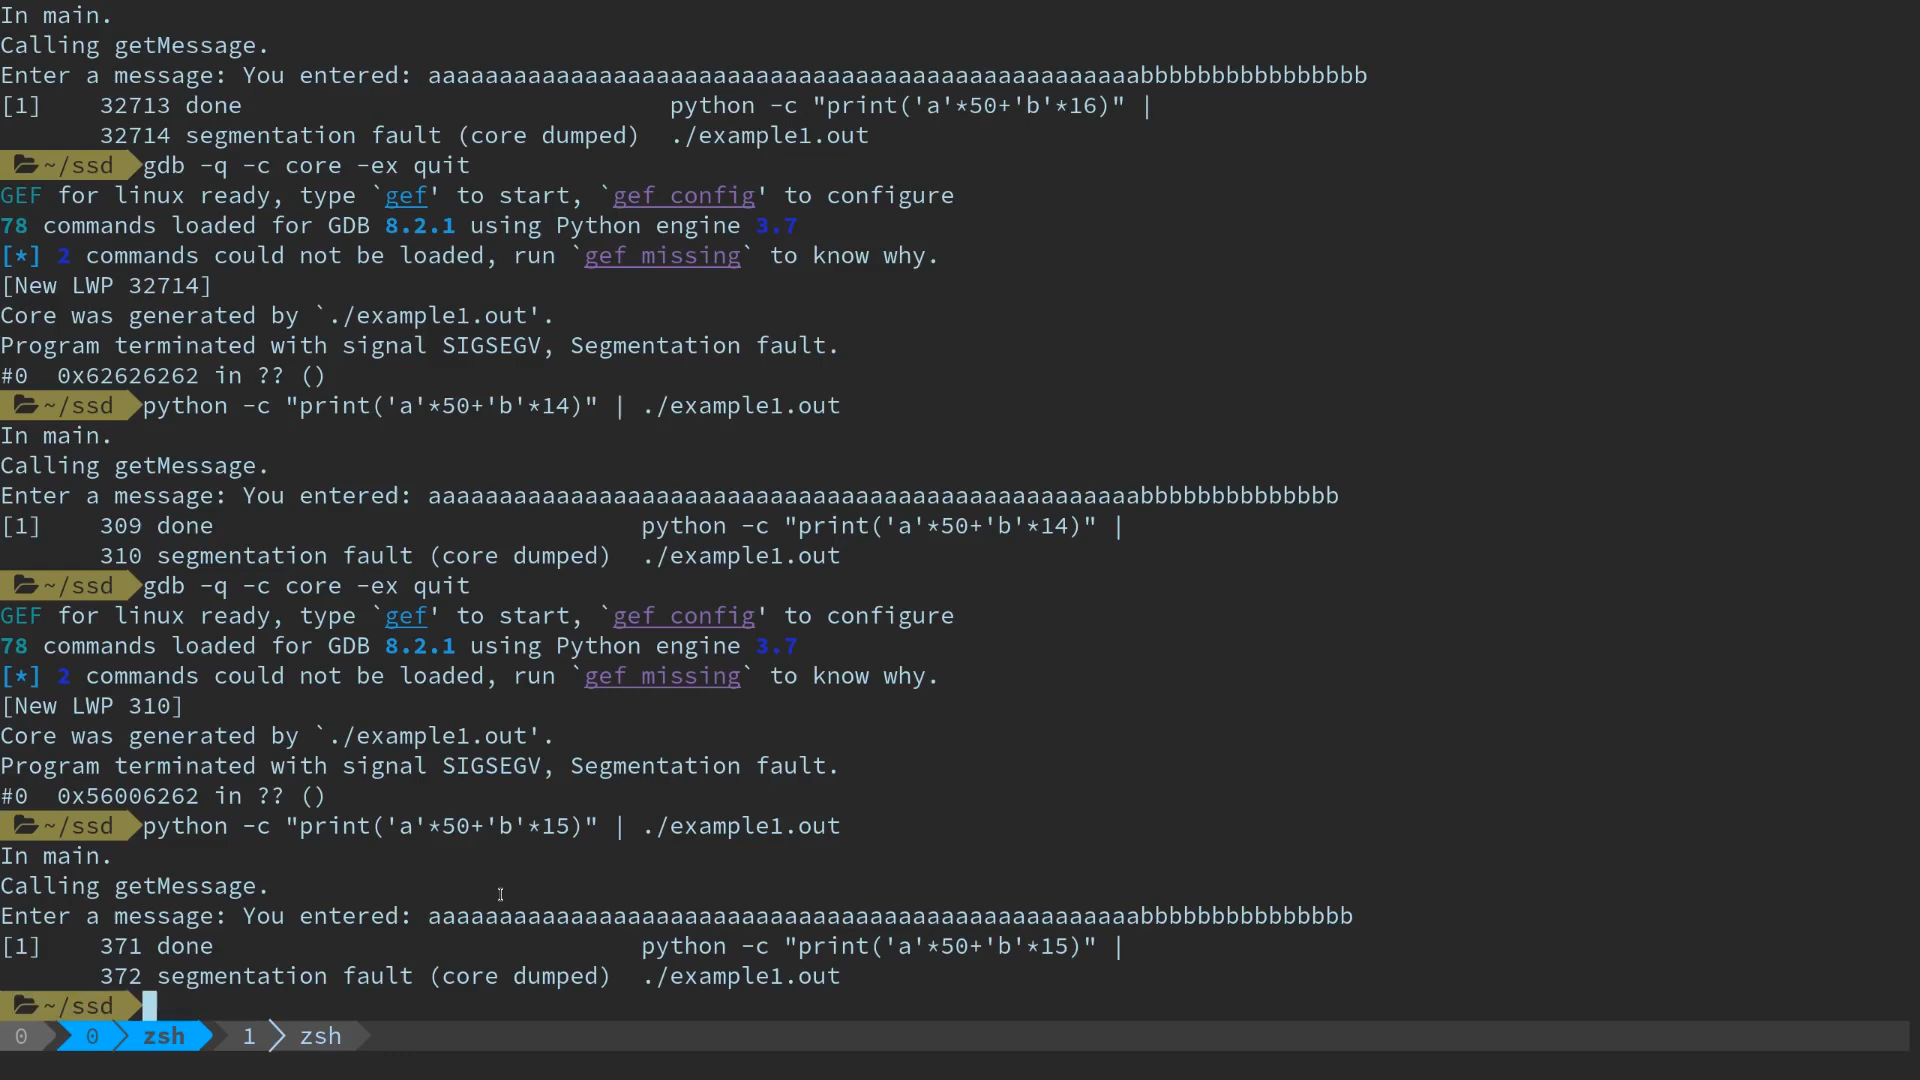 In main.
Calling getMessage.
Enter a message: You entered: aaaaaaaaaaaaaaaaaaaaaaaaaaaaaaaaaaaaaaaaaaaaaaaaaabbbbbbbbbbbbbbbb
[1]    32713 done                              python -c "print('a'*50+'b'*16)" |
       32714 segmentation fault (core dumped)  ./example1.out
~/ssd gdb -q -c core -ex quit
GEF for linux ready, type `gef' to start, `gef config' to configure
78 commands loaded for GDB 8.2.1 using Python engine 3.7
[*] 2 commands could not be loaded, run `gef missing` to know why.
[New LWP 32714]
Core was generated by `./example1.out'.
Program terminated with signal SIGSEGV, Segmentation fault.
#0  0x62626262 in ?? ()
~/ssd python -c "print('a'*50+'b'*14)" | ./example1.out
In main.
Calling getMessage.
Enter a message: You entered: aaaaaaaaaaaaaaaaaaaaaaaaaaaaaaaaaaaaaaaaaaaaaaaaaabbbbbbbbbbbbbb
[1]    309 done                              python -c "print('a'*50+'b'*14)" |
       310 segmentation fault (core dumped)  ./example1.out
~/ssd gdb -q -c core -ex quit
GEF for linux ready, type `gef' to start, `gef config' to configure
78 commands loaded for GDB 8.2.1 using Python engine 3.7
[*] 2 commands could not be loaded, run `gef missing` to know why.
[New LWP 310]
Core was generated by `./example1.out'.
Program terminated with signal SIGSEGV, Segmentation fault.
#0  0x56006262 in ?? ()
~/ssd python -c "print('a'*50+'b'*15)" | ./example1.out
In main.
Calling getMessage.
Enter a message: You entered: aaaaaaaaaaaaaaaaaaaaaaaaaaaaaaaaaaaaaaaaaaaaaaaaaabbbbbbbbbbbbbbb
[1]    371 done                              python -c "print('a'*50+'b'*15)" |
       372 segmentation fault (core dumped)  ./example1.out
~/ssd
0 0 zsh 1 zsh